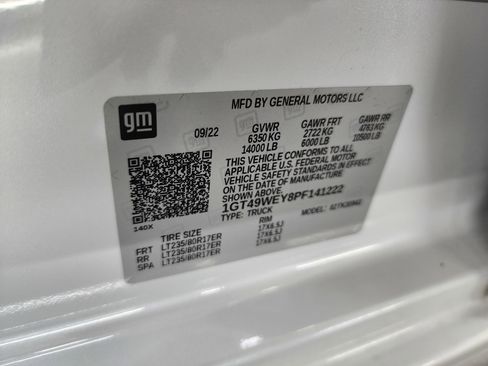 gm
MFD BY GENERAL MOTORS LLC
09/22 GVWR GAWR FRT GAWR RR
6350 KG 2722 KG 4763 KG
14000 LB 6000 LB 10500 LB
THIS VEHICLE CONFORMS TO ALL
APPLICABLE U.S. FEDERAL MOTOR
VEHICLE SAFETY STANDARDS IN EFFECT
ON THE DATE OF MANUFACTURE
SHOWN ABOVE.
1GT49WEY8PF141222
TYPE: TRUCK MODEL:
140X
TIRE SIZE RIM
FRT LT235/80R17ER 17X6.5J
RR LT235/80R17ER 17X6.5J
SPA LT235/80R17ER 17X6.5J